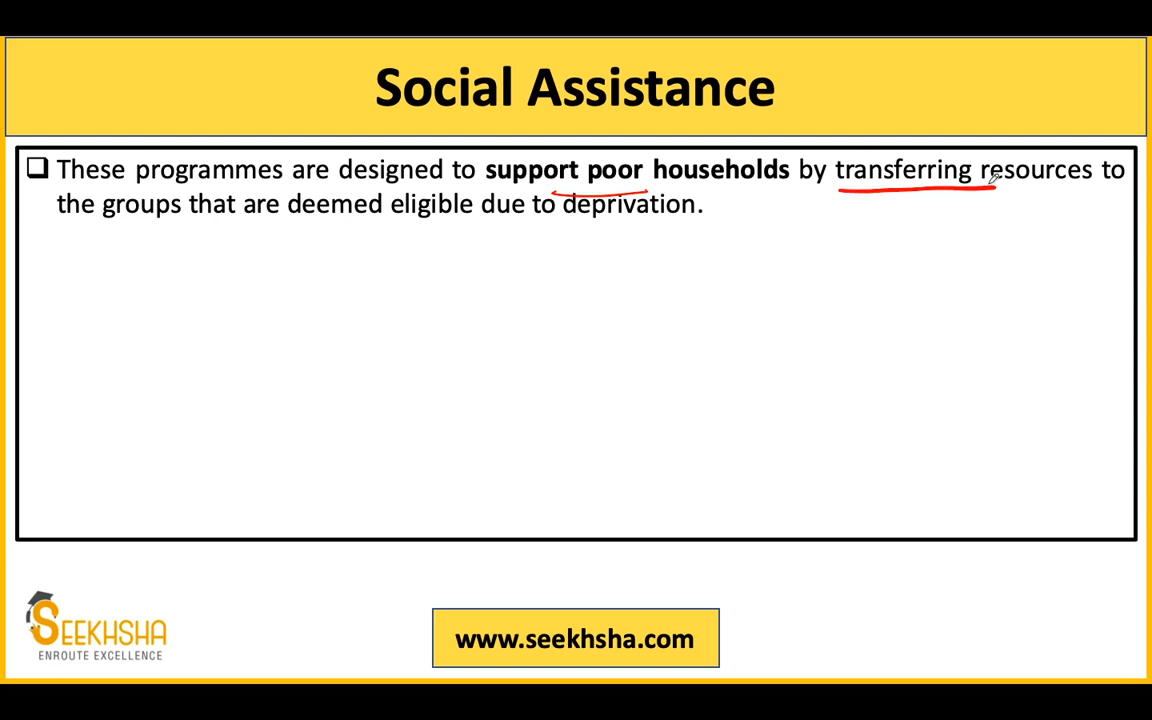 Social Assistance
❑ These programmes are designed to support poor households by transferring resources to
the groups that are deemed eligible due to deprivation.
SEEKHSHA
ENROUTE EXCELLENCE
www.seekhsha.com